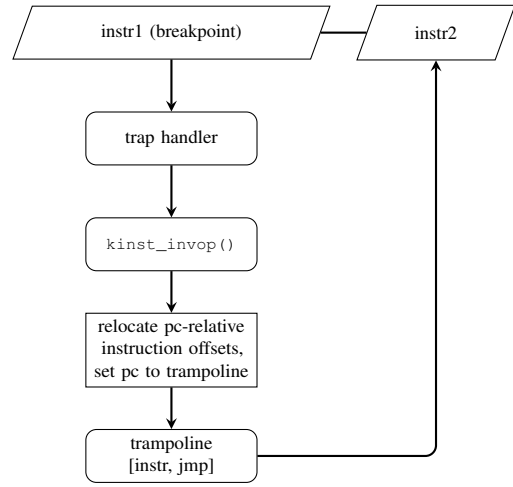 instr1 (breakpoint)
instr2
trap handler
kinst_invop()
relocate pc-relative
instruction offsets,
set pc to trampoline
trampoline
[instr, jmp]